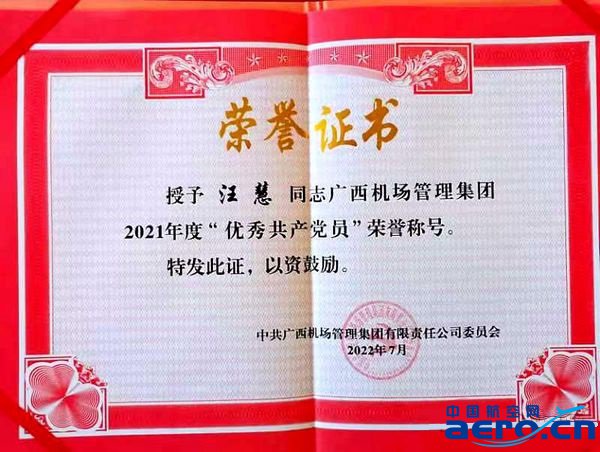 荣誉证书
授予 汪慧 同志广西机场管理集团
2021年度“优秀共产党员”荣誉称号。
特发此证，以资鼓励。
中共广西机场管理集团有限责任公司委员会
2022年7月
中国航空网
aero.cn